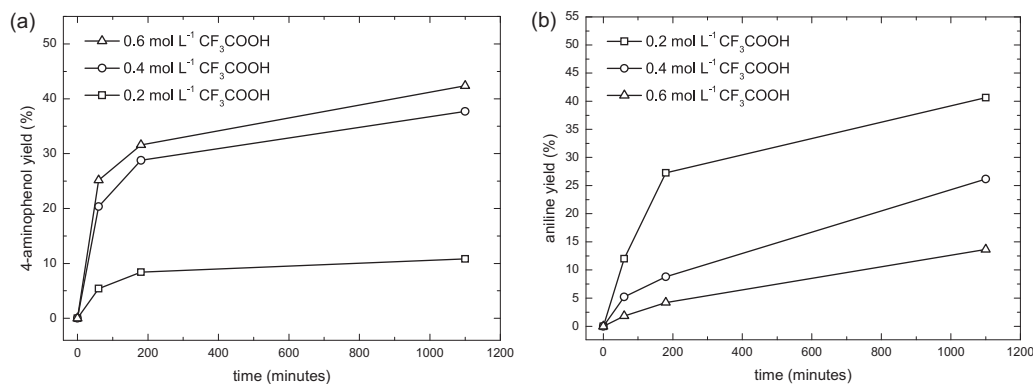 (a)
0.6 mol L⁻¹ CF₃COOH
0.4 mol L⁻¹ CF₃COOH
0.2 mol L⁻¹ CF₃COOH
4-aminophenol yield (%)
50
40
30
20
10
0
0 200 400 600 800 1000 1200
time (minutes)
(b)
0.2 mol L⁻¹ CF₃COOH
0.4 mol L⁻¹ CF₃COOH
0.6 mol L⁻¹ CF₃COOH
aniline yield (%)
55
50
45
40
35
30
25
20
15
10
5
0
0 200 400 600 800 1000 1200
time (minutes)